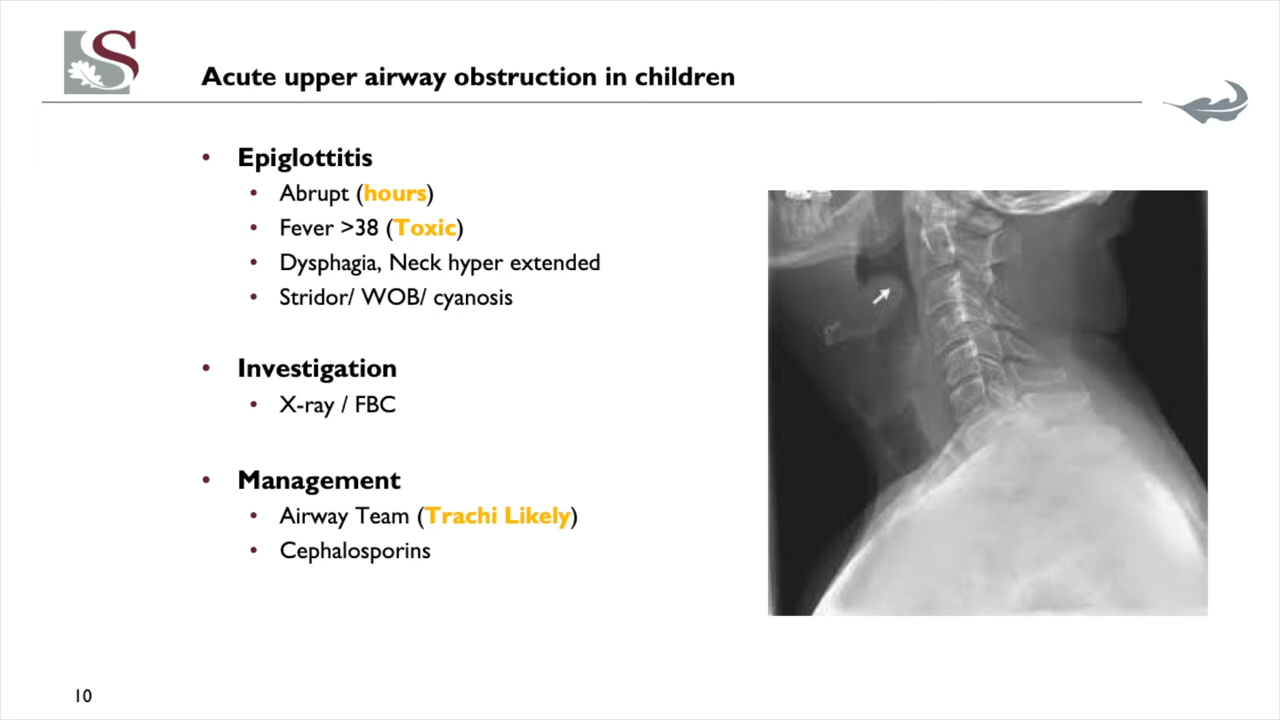 S
Acute upper airway obstruction in children
• Epiglottitis
• Abrupt (hours)
• Fever >38 (Toxic)
• Dysphagia, Neck hyper extended
• Stridor/ WOB/ cyanosis
• Investigation
• X-ray / FBC
• Management
• Airway Team (Trachi Likely)
• Cephalosporins
10